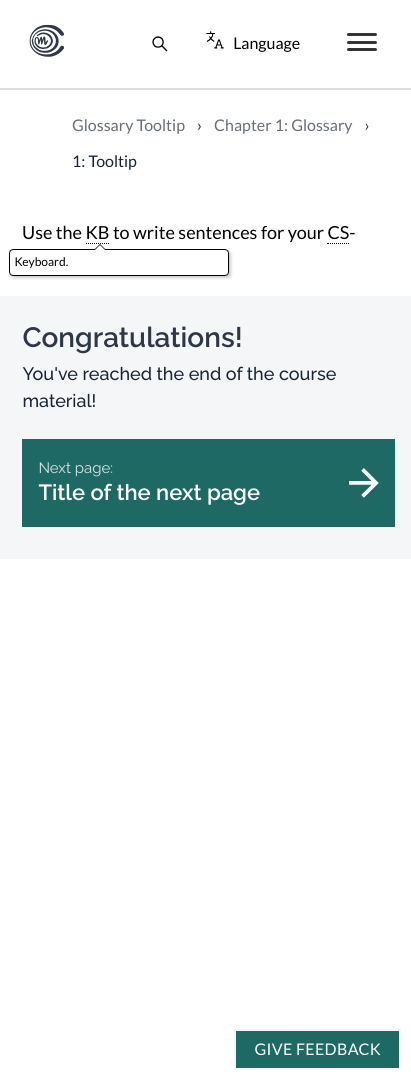 Language
Glossary Tooltip › Chapter 1: Glossary ›
1: Tooltip
Use the KB to write sentences for your CS-
Keyboard.
Congratulations!
You've reached the end of the course
material!
Next page:
Title of the next page
GIVE FEEDBACK